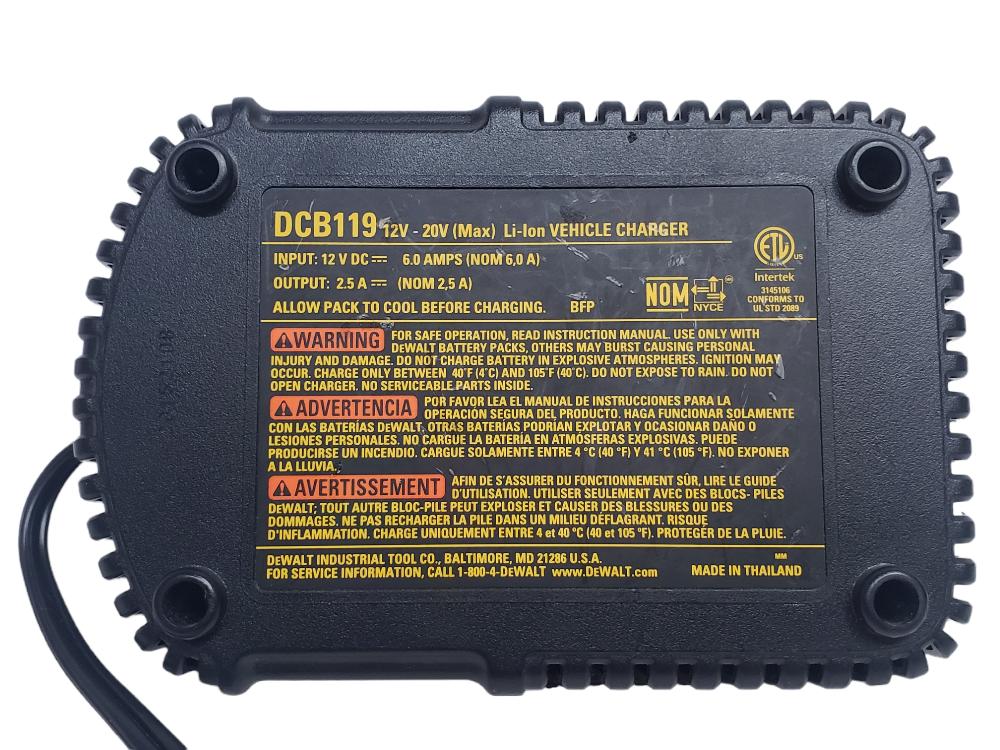 DCB119 12V - 20V (Max) Li-Ion VEHICLE CHARGER
INPUT: 12 V DC ⎓ 6.0 AMPS (NOM 6,0 A)
OUTPUT: 2.5 A ⎓ (NOM 2,5 A)
ALLOW PACK TO COOL BEFORE CHARGING. BFP
NOM
NYCE
ETL
US
Intertek
3145106
CONFORMS TO
UL STD 2089
WARNING FOR SAFE OPERATION, READ INSTRUCTION MANUAL. USE ONLY WITH
DEWALT BATTERY PACKS, OTHERS MAY BURST CAUSING PERSONAL
INJURY AND DAMAGE. DO NOT CHARGE BATTERY IN EXPLOSIVE ATMOSPHERES. IGNITION MAY
OCCUR. CHARGE ONLY BETWEEN 40°F (4°C) AND 105°F (40°C). DO NOT EXPOSE TO RAIN. DO NOT
OPEN CHARGER. NO SERVICEABLE PARTS INSIDE.
ADVERTENCIA POR FAVOR LEA EL MANUAL DE INSTRUCCIONES PARA LA
OPERACIÓN SEGURA DEL PRODUCTO. HAGA FUNCIONAR SOLAMENTE
CON LAS BATERÍAS DEWALT, OTRAS BATERÍAS PODRÍAN EXPLOTAR Y OCASIONAR DAÑO O
LESIONES PERSONALES. NO CARGUE LA BATERÍA EN ATMÓSFERAS EXPLOSIVAS. PUEDE
PRODUCIRSE UN INCENDIO. CARGUE SOLAMENTE ENTRE 4 °C (40 °F) Y 41 °C (105 °F). NO EXPONER
A LA LLUVIA.
AVERTISSEMENT AFIN DE S'ASSURER DU FONCTIONNEMENT SÛR, LIRE LE GUIDE
D'UTILISATION. UTILISER SEULEMENT AVEC DES BLOCS- PILES
DEWALT; TOUT AUTRE BLOC-PILE PEUT EXPLOSER ET CAUSER DES BLESSURES OU DES
DOMMAGES. NE PAS RECHARGER LA PILE DANS UN MILIEU DÉFLAGRANT. RISQUE
D'INFLAMMATION. CHARGE UNIQUEMENT ENTRE 4 et 40 °C (40 et 105 °F). PROTEGER DE LA PLUIE.
DEWALT INDUSTRIAL TOOL CO., BALTIMORE, MD 21286 U.S.A.
FOR SERVICE INFORMATION, CALL 1-800-4-DEWALT www.DEWALT.com
MM
MADE IN THAILAND